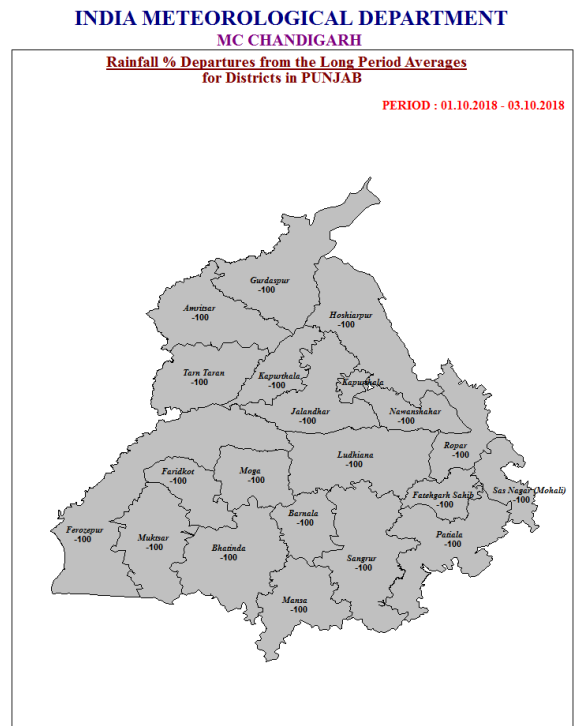 INDIA METEOROLOGICAL DEPARTMENT
MC CHANDIGARH
Rainfall % Departures from the Long Period Averages
for Districts in PUNJAB
PERIOD : 01.10.2018 - 03.10.2018
Gurdaspur
-100
Amritsar
-100
Hoshiarpur
-100
Tarn Taran
-100
Kapurthala
-100
Kapurthala
Jalandhar
-100
Nawanshahar
-100
Ludhiana
-100
Ropar
-100
Faridkot
-100
Moga
-100
Fatehgarh Sahib
-100
Sas Nagar (Mohali)
-100
Barnala
-100
Ferozepur
-100
Muktsar
-100
Bhatinda
-100
Sangrur
-100
Patiala
-100
Mansa
-100